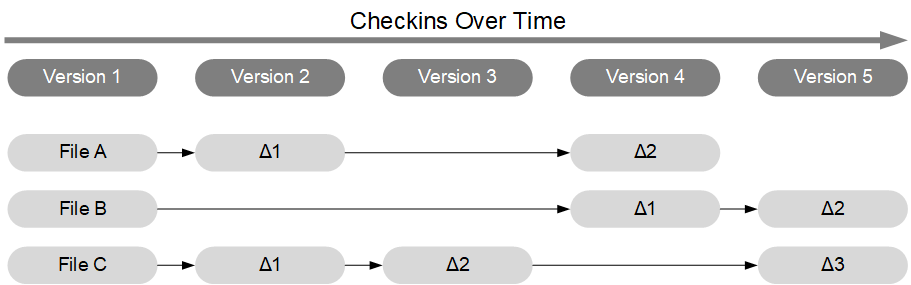 Checkins Over Time
Version 1 Version 2 Version 3 Version 4 Version 5
File A Δ1 Δ2
File B Δ1 Δ2
File C Δ1 Δ2 Δ3